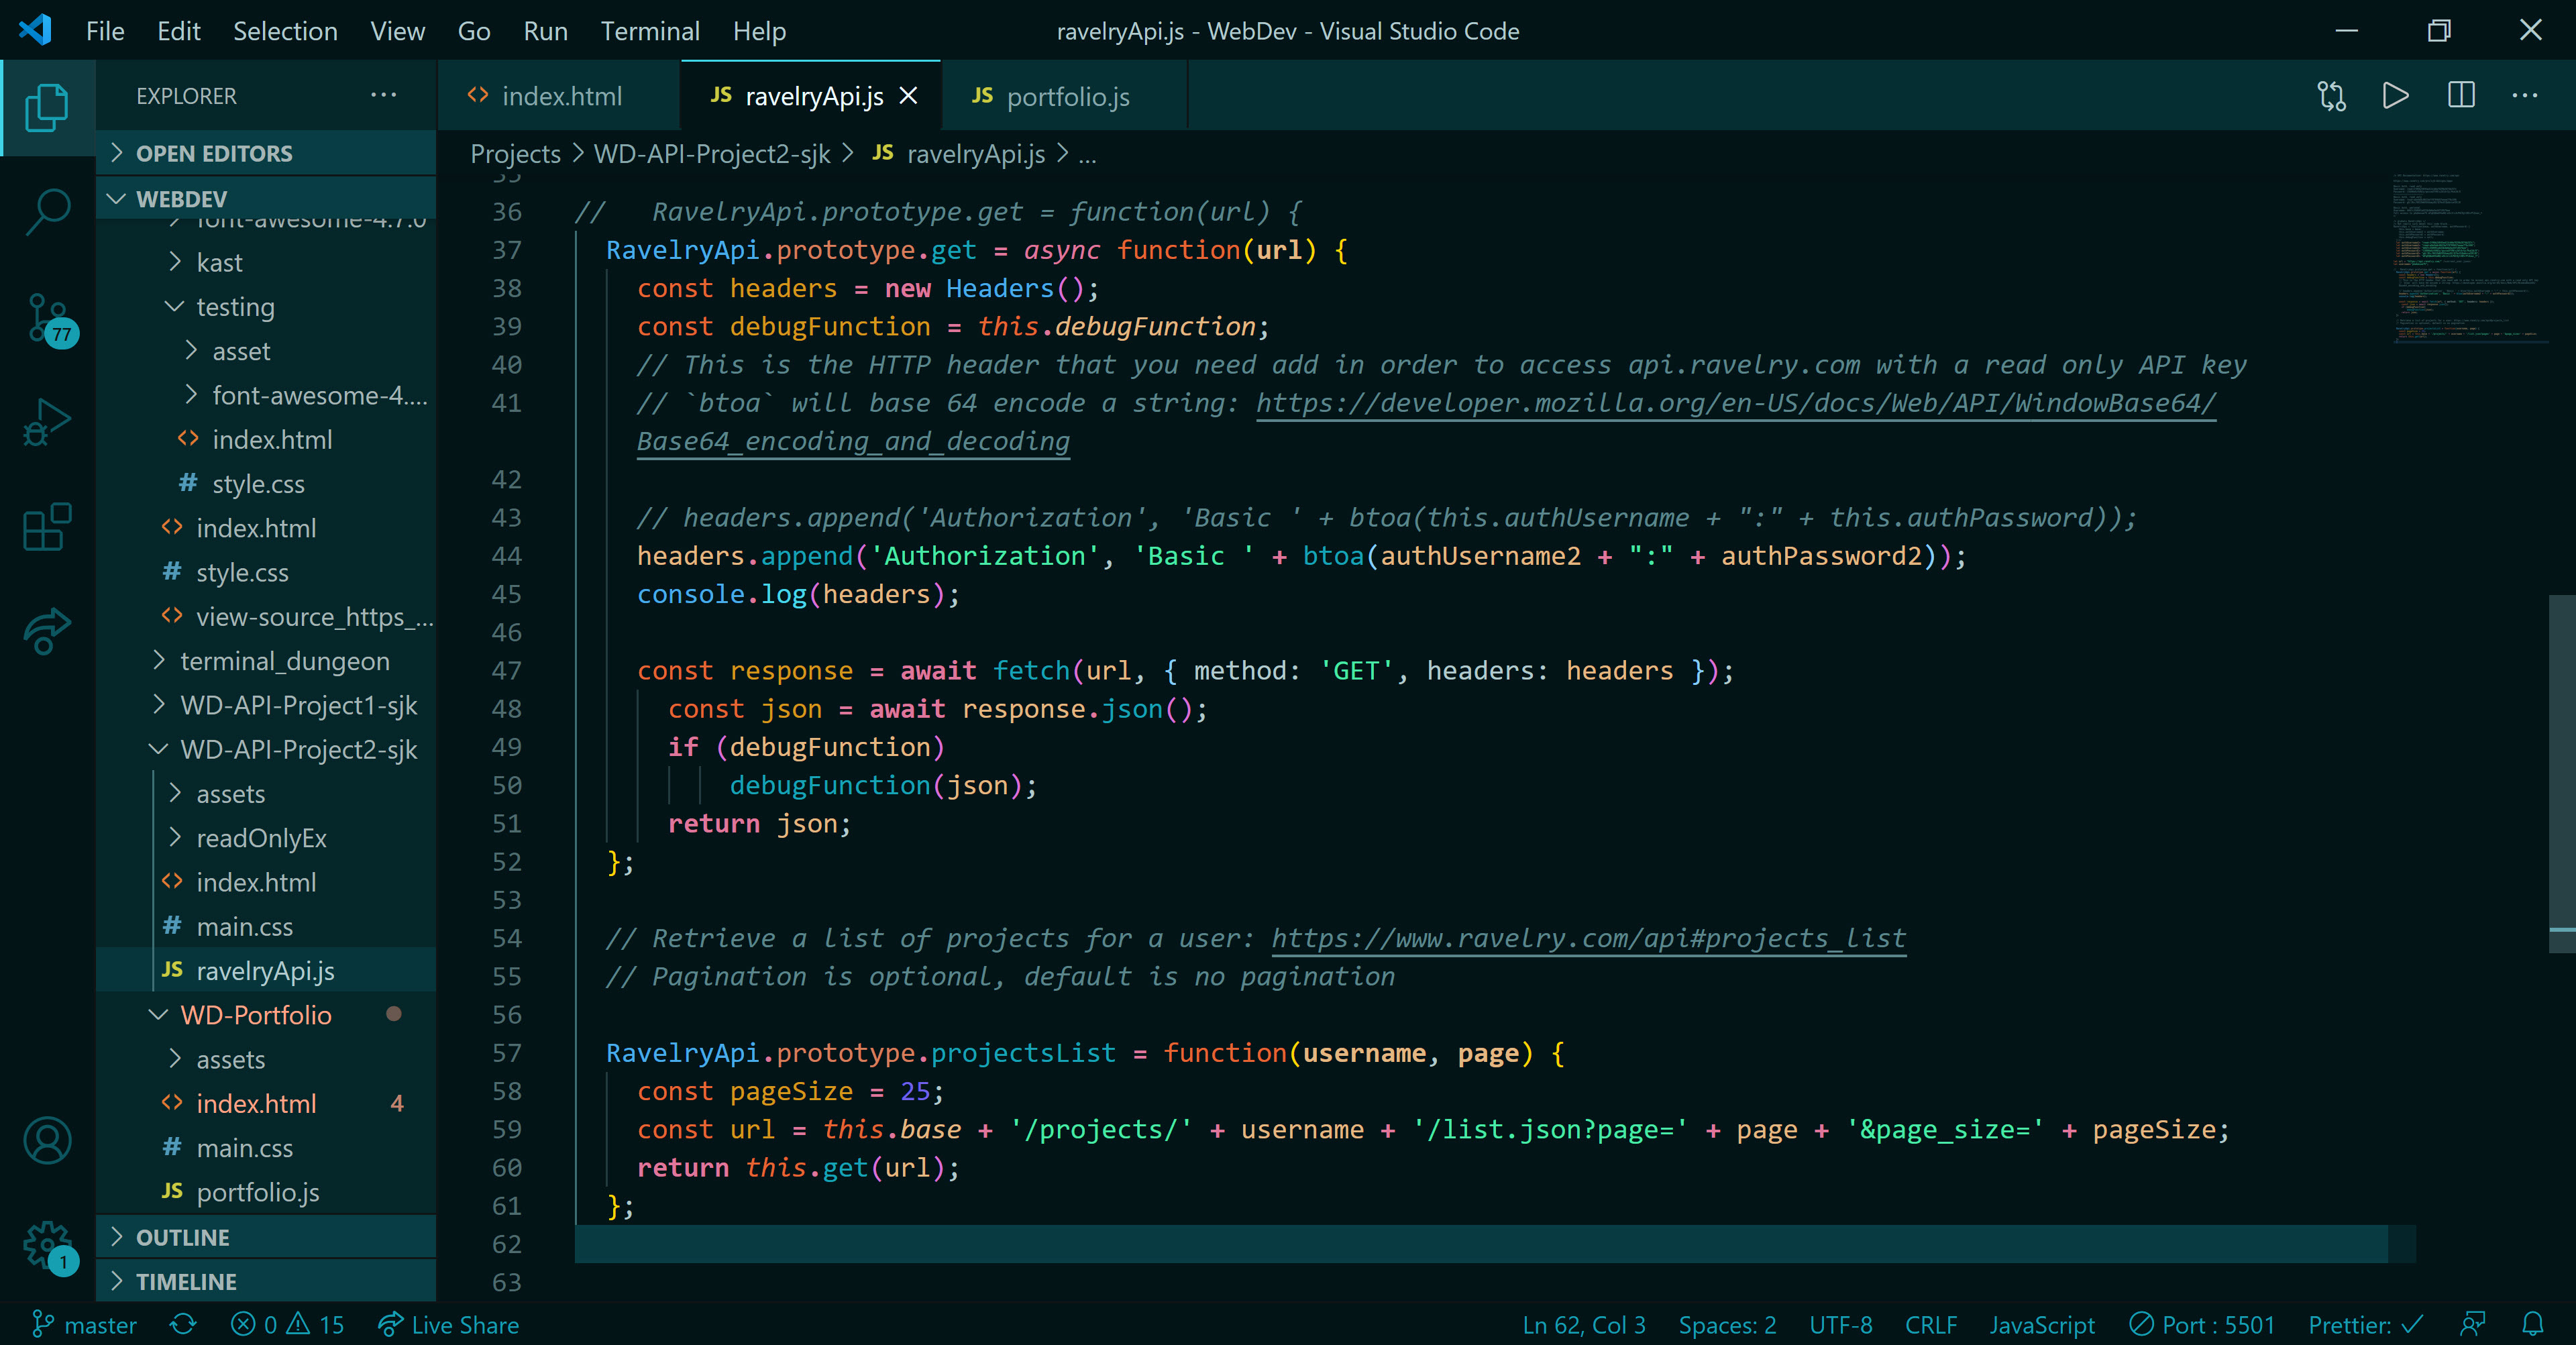 File Edit Selection View Go Run Terminal Help
ravelryApi.js - WebDev - Visual Studio Code
EXPLORER
OPEN EDITORS
WEBDEV
font-awesome-4.7.0
kast
testing
asset
font-awesome-4....
<> index.html
# style.css
<> index.html
# style.css
<> view-source_https_...
terminal_dungeon
WD-API-Project1-sjk
WD-API-Project2-sjk
assets
readOnlyEx
<> index.html
# main.css
JS ravelryApi.js
WD-Portfolio
assets
<> index.html 4
# main.css
JS portfolio.js
OUTLINE
TIMELINE
77
1
<> index.html JS ravelryApi.js JS portfolio.js
Projects > WD-API-Project2-sjk > JS ravelryApi.js > ...
35
36 //   RavelryApi.prototype.get = function(url) {
37   RavelryApi.prototype.get = async function(url) {
38     const headers = new Headers();
39     const debugFunction = this.debugFunction;
40     // This is the HTTP header that you need add in order to access api.ravelry.com with a read only API key
41     // `btoa` will base 64 encode a string: https://developer.mozilla.org/en-US/docs/Web/API/WindowBase64/
Base64_encoding_and_decoding
42
43     // headers.append('Authorization', 'Basic ' + btoa(this.authUsername + ":" + this.authPassword));
44     headers.append('Authorization', 'Basic ' + btoa(authUsername2 + ":" + authPassword2));
45     console.log(headers);
46
47     const response = await fetch(url, { method: 'GET', headers: headers });
48       const json = await response.json();
49       if (debugFunction)
50           debugFunction(json);
51       return json;
52   };
53
54   // Retrieve a list of projects for a user: https://www.ravelry.com/api#projects_list
55   // Pagination is optional, default is no pagination
56
57   RavelryApi.prototype.projectsList = function(username, page) {
58     const pageSize = 25;
59     const url = this.base + '/projects/' + username + '/list.json?page=' + page + '&page_size=' + pageSize;
60     return this.get(url);
61   };
62
63
master 0 15 Live Share Ln 62, Col 3 Spaces: 2 UTF-8 CRLF JavaScript Port : 5501 Prettier: ✓